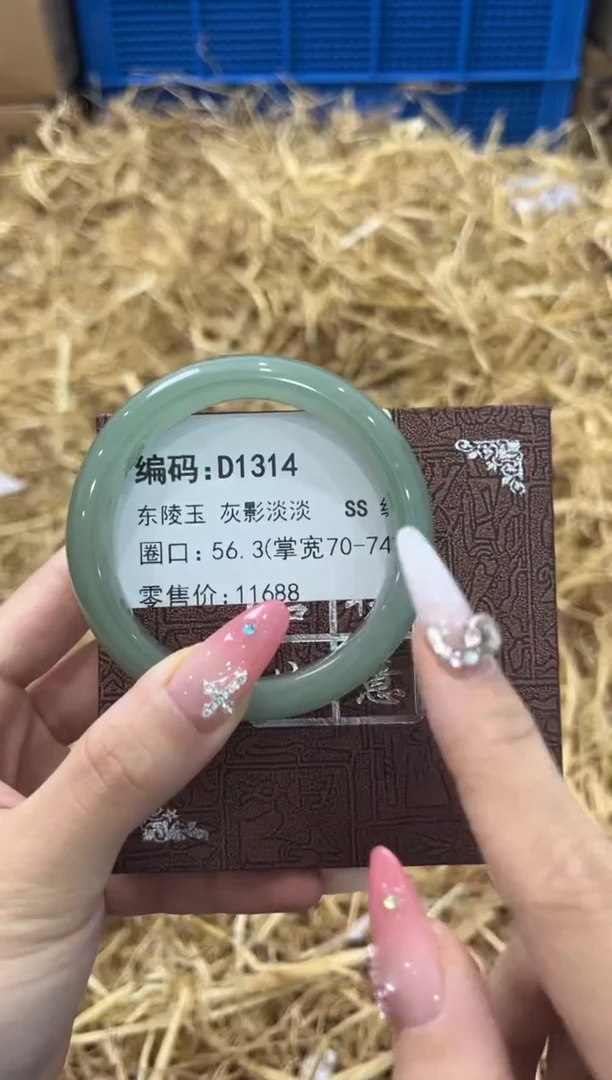 编码:D1314
东陵玉 灰影淡淡 SS
圈口: 56.3(掌宽70-74
零售价:11688